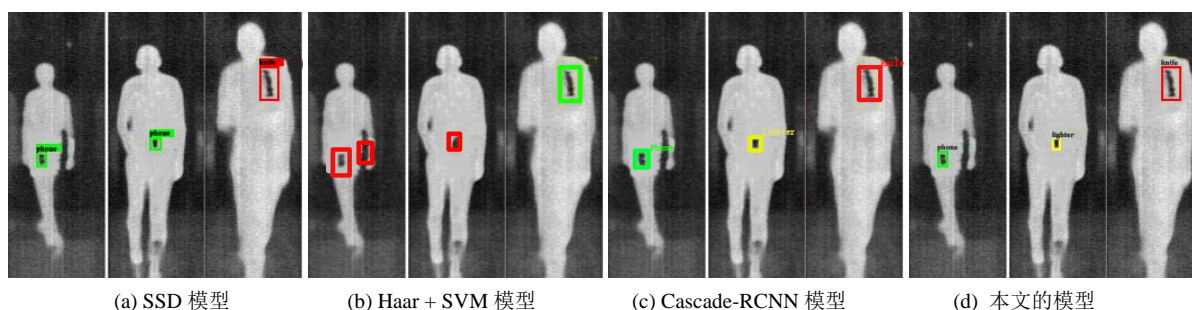 knife
phone
phone
knife
lighter
phone
knife
lighter
phone
(a) SSD 模型
(b) Haar + SVM 模型
(c) Cascade-RCNN 模型
(d) 本文的模型